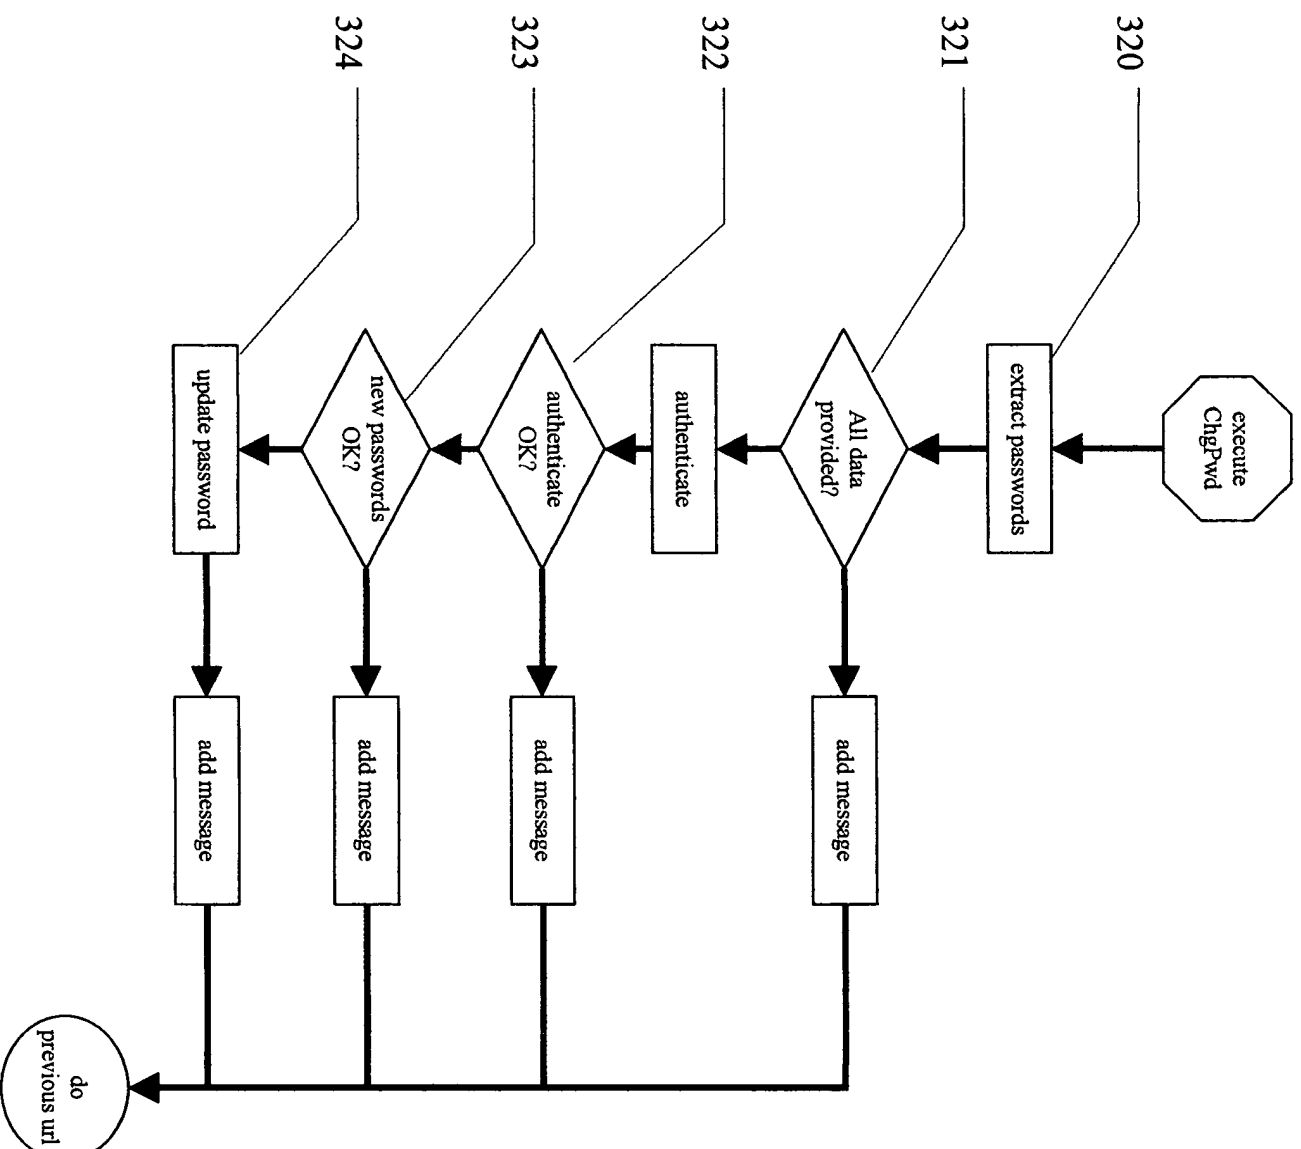 320
321
322
323
324
execute
ChgPwd
extract passwords
All data
provided?
add message
authenticate
authenticate
OK?
add message
new passwords
OK?
add message
update password
add message
do
previous url